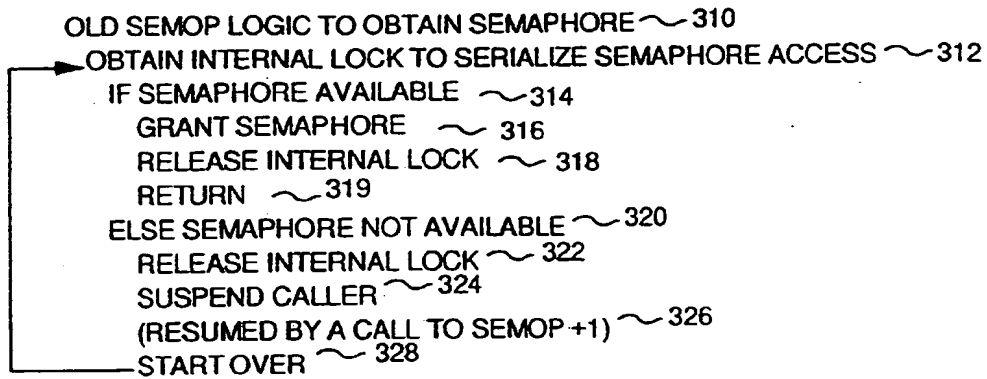 OLD SEMOP LOGIC TO OBTAIN SEMAPHORE 310
OBTAIN INTERNAL LOCK TO SERIALIZE SEMAPHORE ACCESS 312
IF SEMAPHORE AVAILABLE 314
GRANT SEMAPHORE 316
RELEASE INTERNAL LOCK 318
RETURN 319
ELSE SEMAPHORE NOT AVAILABLE 320
RELEASE INTERNAL LOCK 322
SUSPEND CALLER 324
(RESUMED BY A CALL TO SEMOP +1) 326
START OVER 328